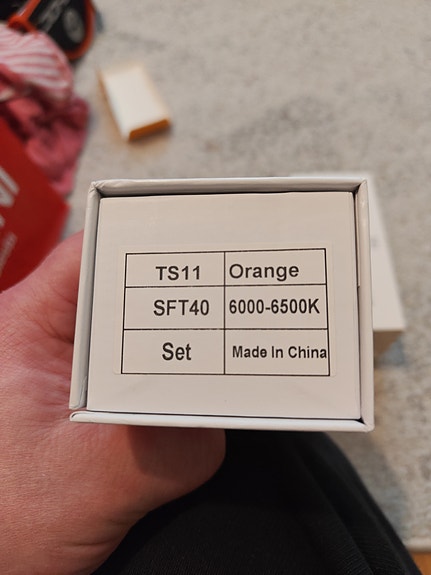 TS11 Orange
SFT40 6000-6500K
Set Made In China